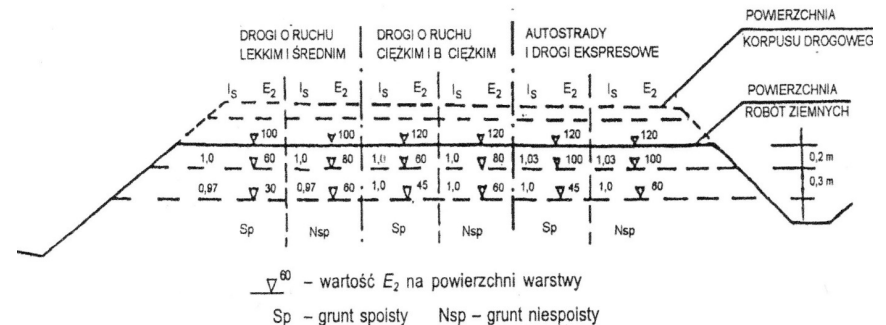 DROGI O RUCHU
LEKKIM I ŚREDNIM
DROGI O RUCHU
CIĘŻKIM I B CIĘŻKIM
AUTOSTRADY
I DROGI EKSPRESOWE
POWIERZCHNIA
KORPUSU DROGOWEGO
POWIERZCHNIA
ROBÓT ZIEMNYCH
IS E2 IS E2 IS E2 IS E2 IS E2 IS E2
100 100 120 120 120 120
1,0 60 1,0 80 1,0 60 1,0 80 1,03 100 1,03 100 0,2 m
0,97 30 0,97 60 1,0 45 1,0 60 1,0 45 1,0 60 0,3 m
Sp Nsp Sp Nsp Sp Nsp
60 – wartość E2 na powierzchni warstwy
Sp – grunt spoisty Nsp – grunt niespoisty